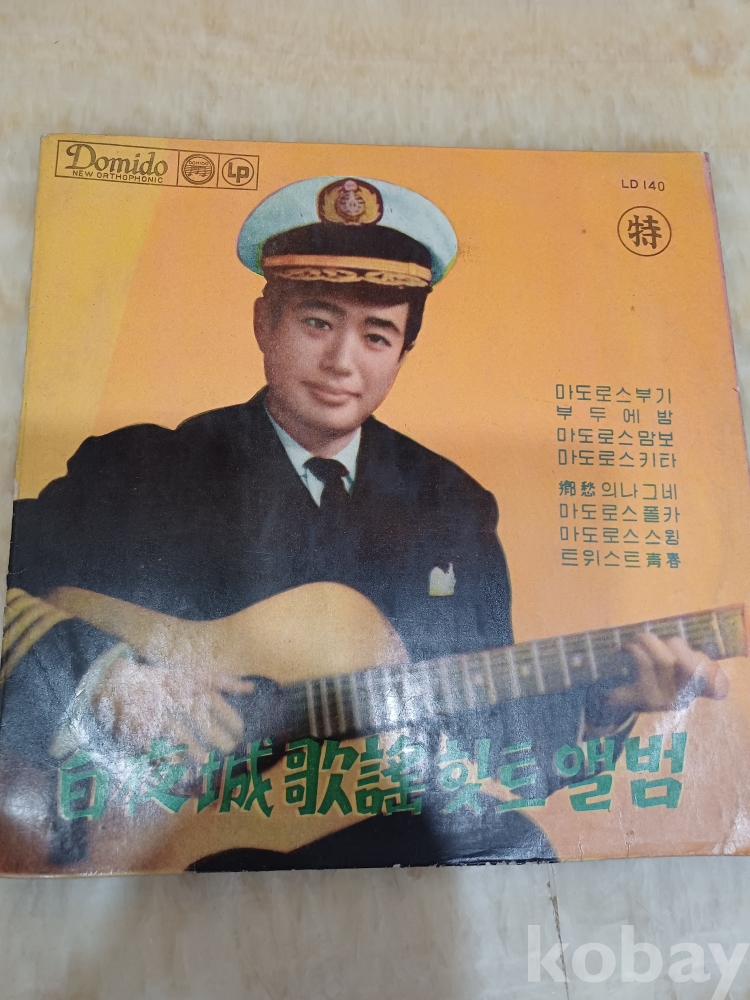 Domido
NEW ORTHOPHONIC
DOMIDO
LP
LD 140
特
마도로스부기
부두에 밤
마도로스맘보
마도로스키타
鄕愁의나그네
마도로스폴카
마도로스스윙
트위스트靑春
白夜城歌謠힛트앨범
kobay